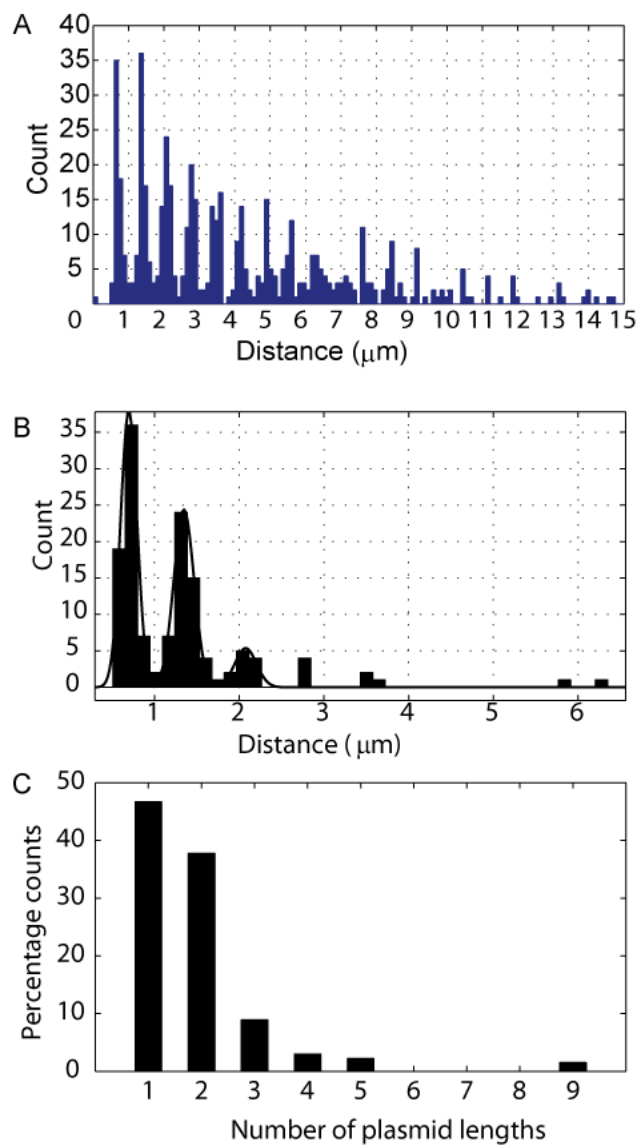 A
40
35
30
25
20
15
10
5
Count
0 1 2 3 4 5 6 7 8 9 10 11 12 13 14 15
Distance (μm)
B
35
30
25
20
15
10
5
0
Count
1 2 3 4 5 6
Distance (μm)
C
50
40
30
20
10
0
Percentage counts
1 2 3 4 5 6 7 8 9
Number of plasmid lengths